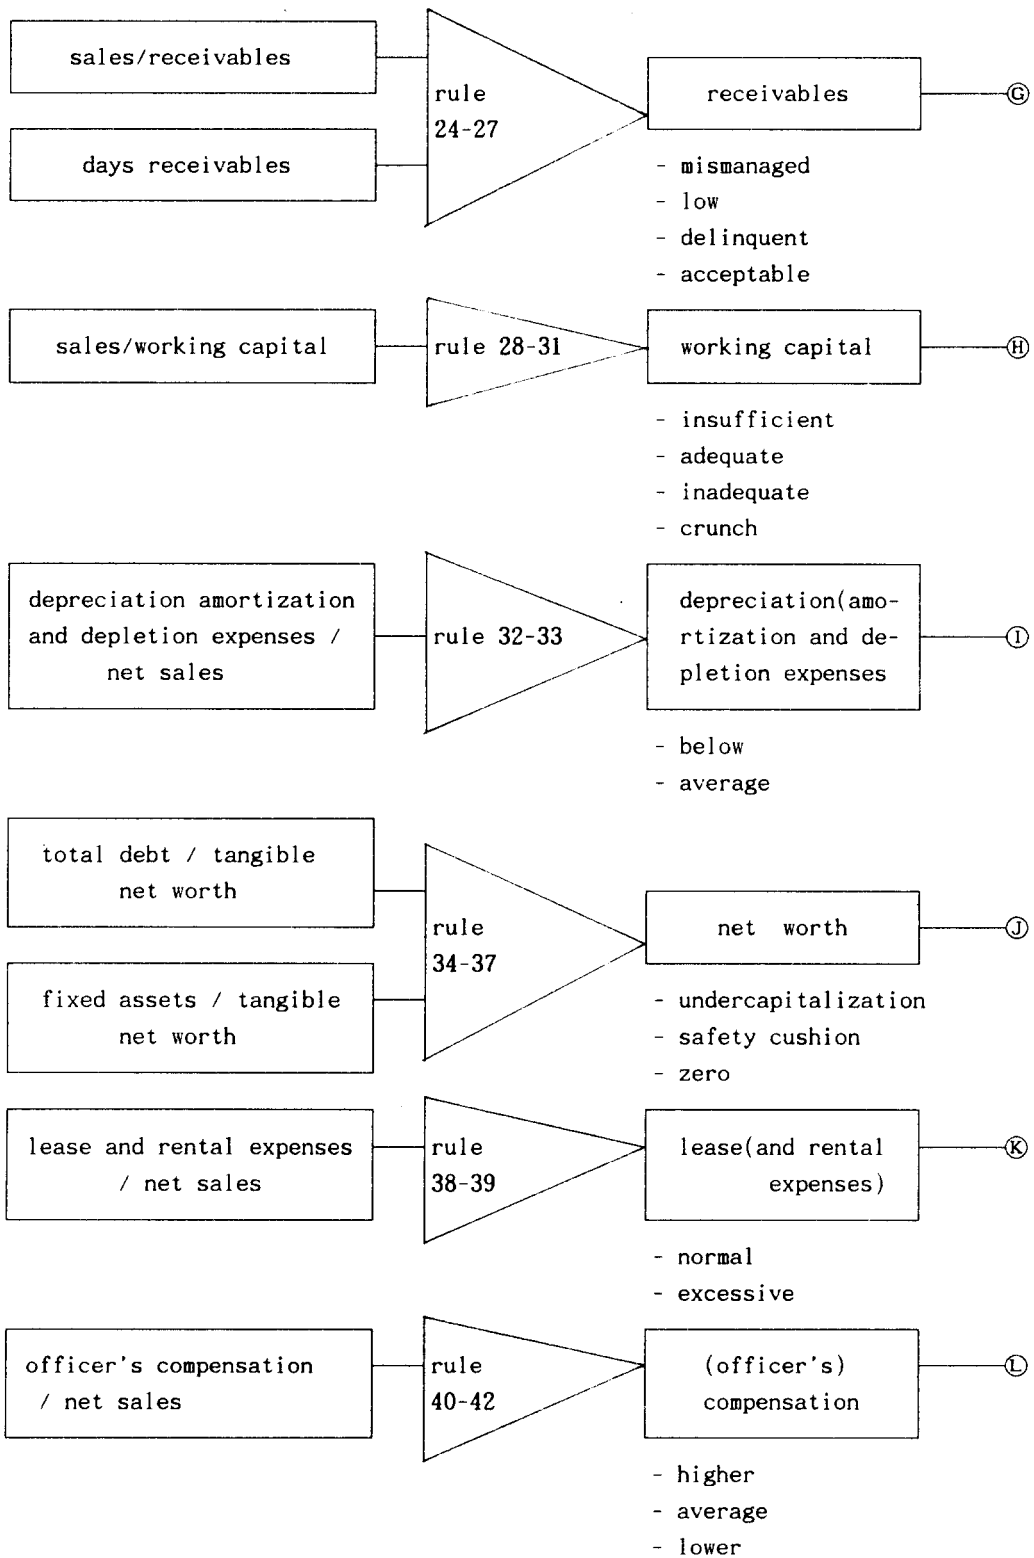 sales/receivables
days receivables
rule
24-27
receivables
Ⓖ
- mismanaged
- low
- delinquent
- acceptable
sales/working capital
rule 28-31
working capital
Ⓗ
- insufficient
- adequate
- inadequate
- crunch
depreciation amortization
and depletion expenses /
net sales
rule 32-33
depreciation(amo-
rtization and de-
pletion expenses
Ⓘ
- below
- average
total debt / tangible
net worth
fixed assets / tangible
net worth
rule
34-37
net worth
Ⓙ
- undercapitalization
- safety cushion
- zero
lease and rental expenses
/ net sales
rule
38-39
lease(and rental
expenses)
Ⓚ
- normal
- excessive
officer's compensation
/ net sales
rule
40-42
(officer's)
compensation
Ⓛ
- higher
- average
- lower